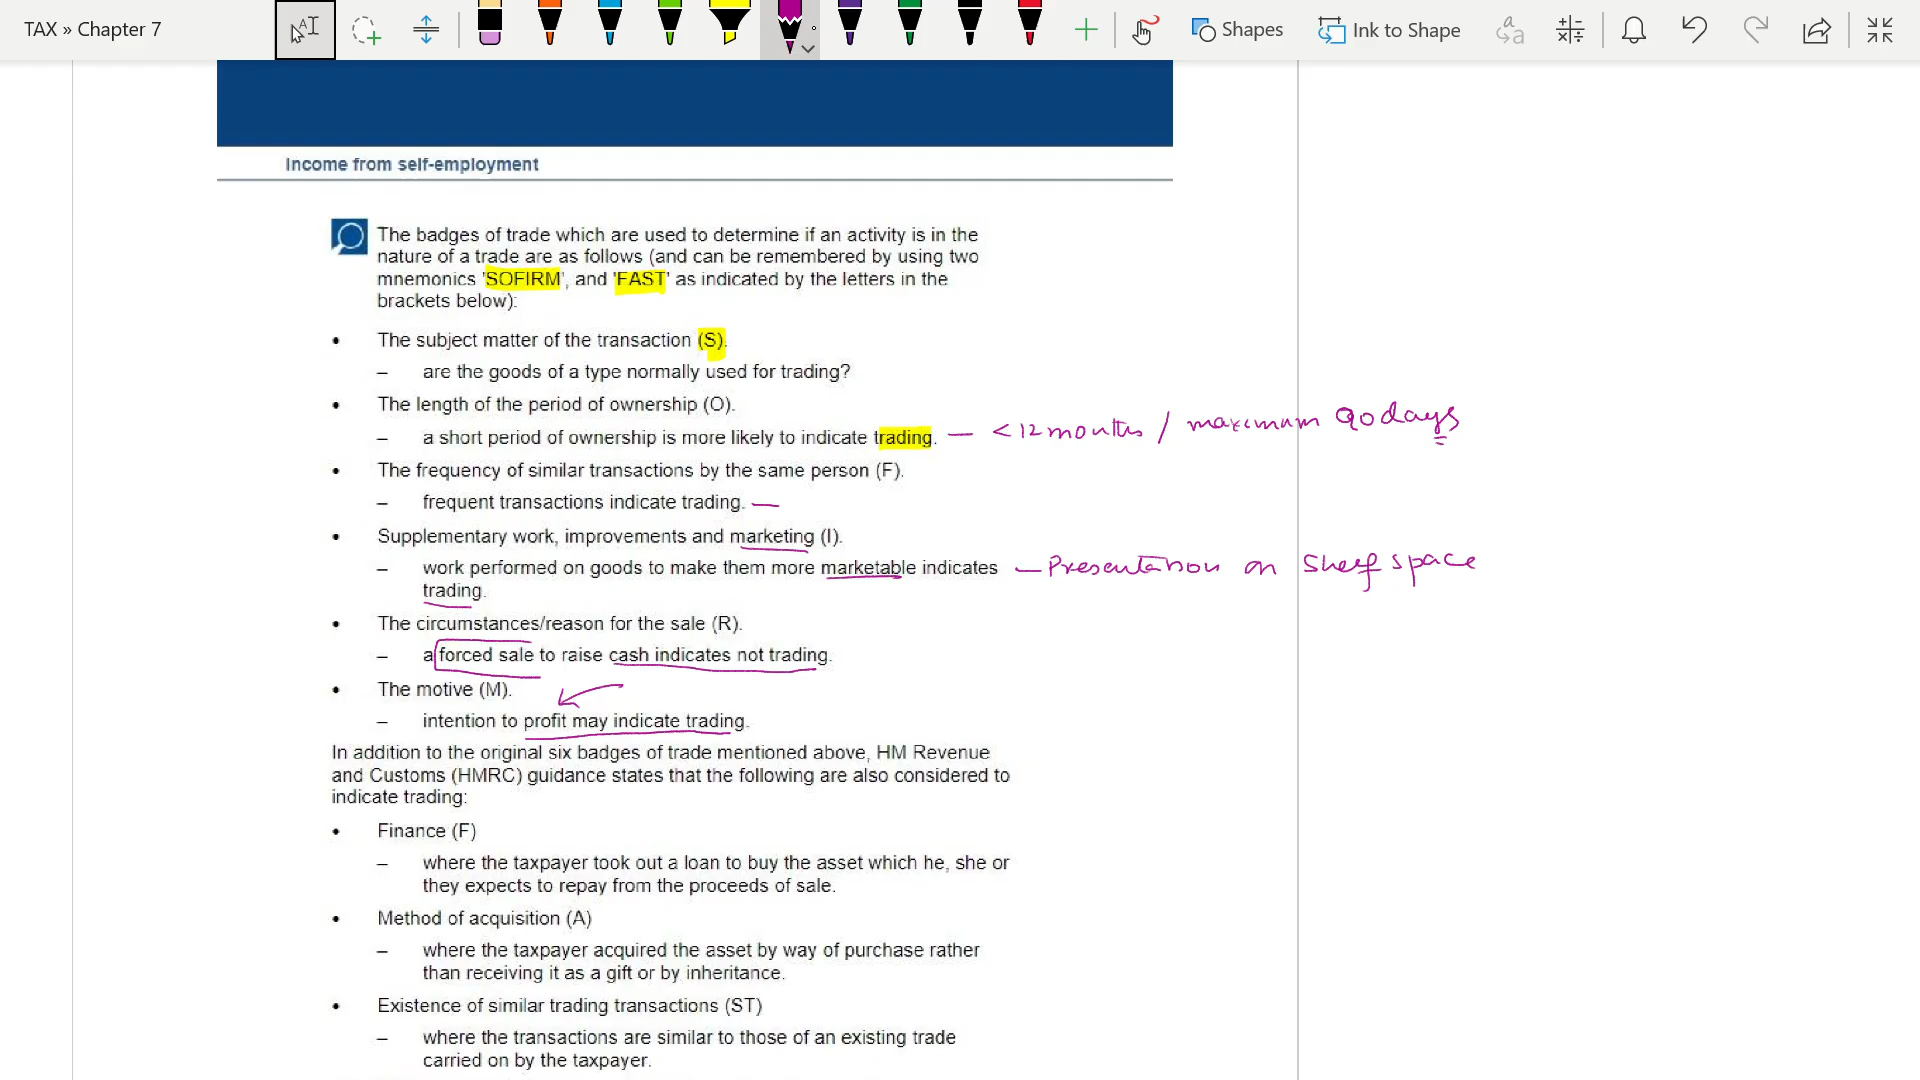 TAX » Chapter 7
Shapes
Ink to Shape
Income from self-employment
The badges of trade which are used to determine if an activity is in the
nature of a trade are as follows (and can be remembered by using two
mnemonics 'SOFIRM', and 'FAST' as indicated by the letters in the
brackets below):
• The subject matter of the transaction (S).
– are the goods of a type normally used for trading?
• The length of the period of ownership (O).
– a short period of ownership is more likely to indicate trading. — < 12 months / maximum 90 days
• The frequency of similar transactions by the same person (F).
– frequent transactions indicate trading. —
• Supplementary work, improvements and marketing (I).
– work performed on goods to make them more marketable indicates — Presentation on Shelf space
trading.
• The circumstances/reason for the sale (R).
– a forced sale to raise cash indicates not trading.
• The motive (M).
– intention to profit may indicate trading.
In addition to the original six badges of trade mentioned above, HM Revenue
and Customs (HMRC) guidance states that the following are also considered to
indicate trading:
• Finance (F)
– where the taxpayer took out a loan to buy the asset which he, she or
they expects to repay from the proceeds of sale.
• Method of acquisition (A)
– where the taxpayer acquired the asset by way of purchase rather
than receiving it as a gift or by inheritance.
• Existence of similar trading transactions (ST)
– where the transactions are similar to those of an existing trade
carried on by the taxpayer.